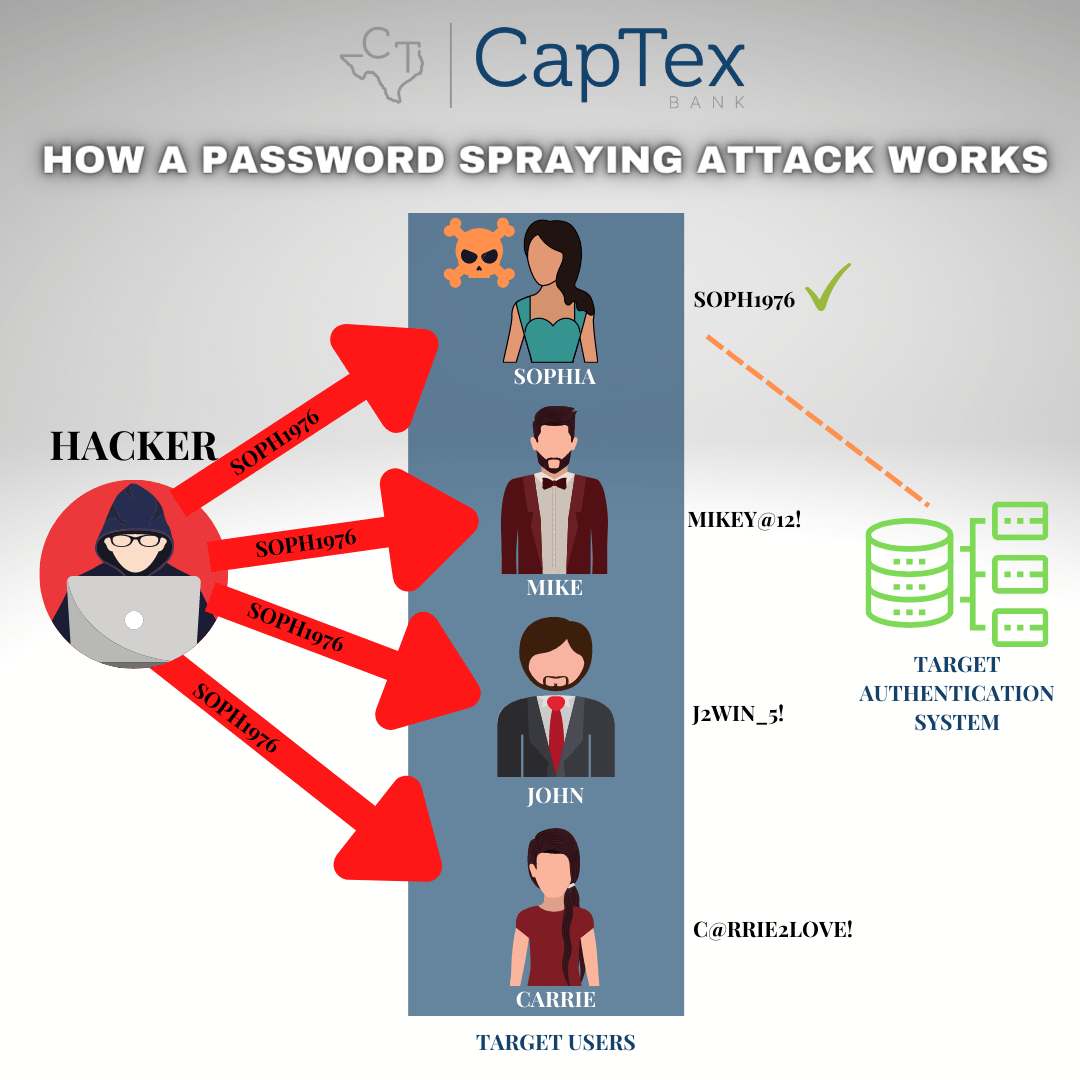 CT
CapTex
BANK
HOW A PASSWORD SPRAYING ATTACK WORKS
SOPH1976
SOPHIA
HACKER
SOPH1976
SOPH1976
MIKEY@12!
MIKE
SOPH1976
TARGET
AUTHENTICATION
SYSTEM
J2WIN_5!
JOHN
SOPH1976
C@RRIE2LOVE!
CARRIE
TARGET USERS